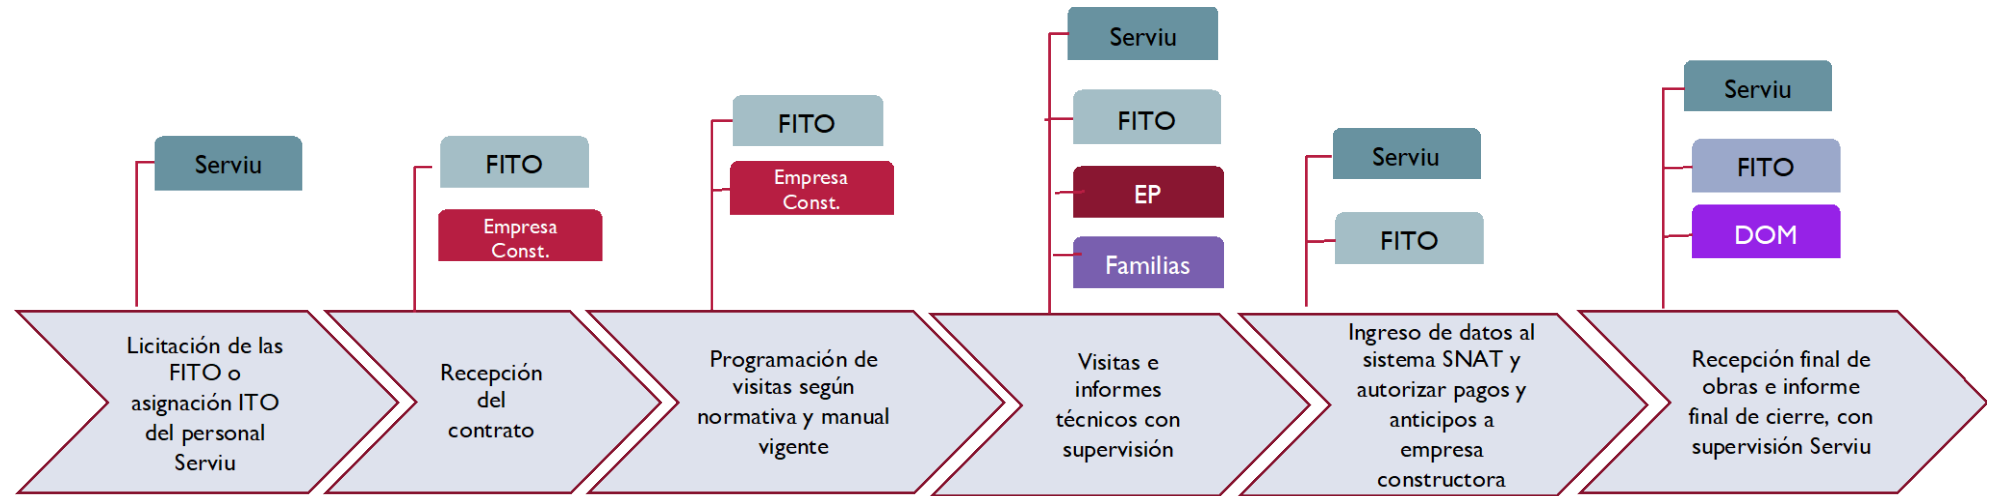 Serviu
Licitación de las
FITO o
asignación ITO
del personal
Serviu
FITO
Empresa
Const.
Recepción
del
contrato
FITO
Empresa
Const.
Programación de
visitas según
normativa y manual
vigente
Serviu
FITO
EP
Familias
Visitas e
informes
técnicos con
supervisión
Serviu
FITO
Ingreso de datos al
sistema SNAT y
autorizar pagos y
anticipos a
empresa
constructora
Serviu
FITO
DOM
Recepción final de
obras e informe
final de cierre, con
supervisión Serviu